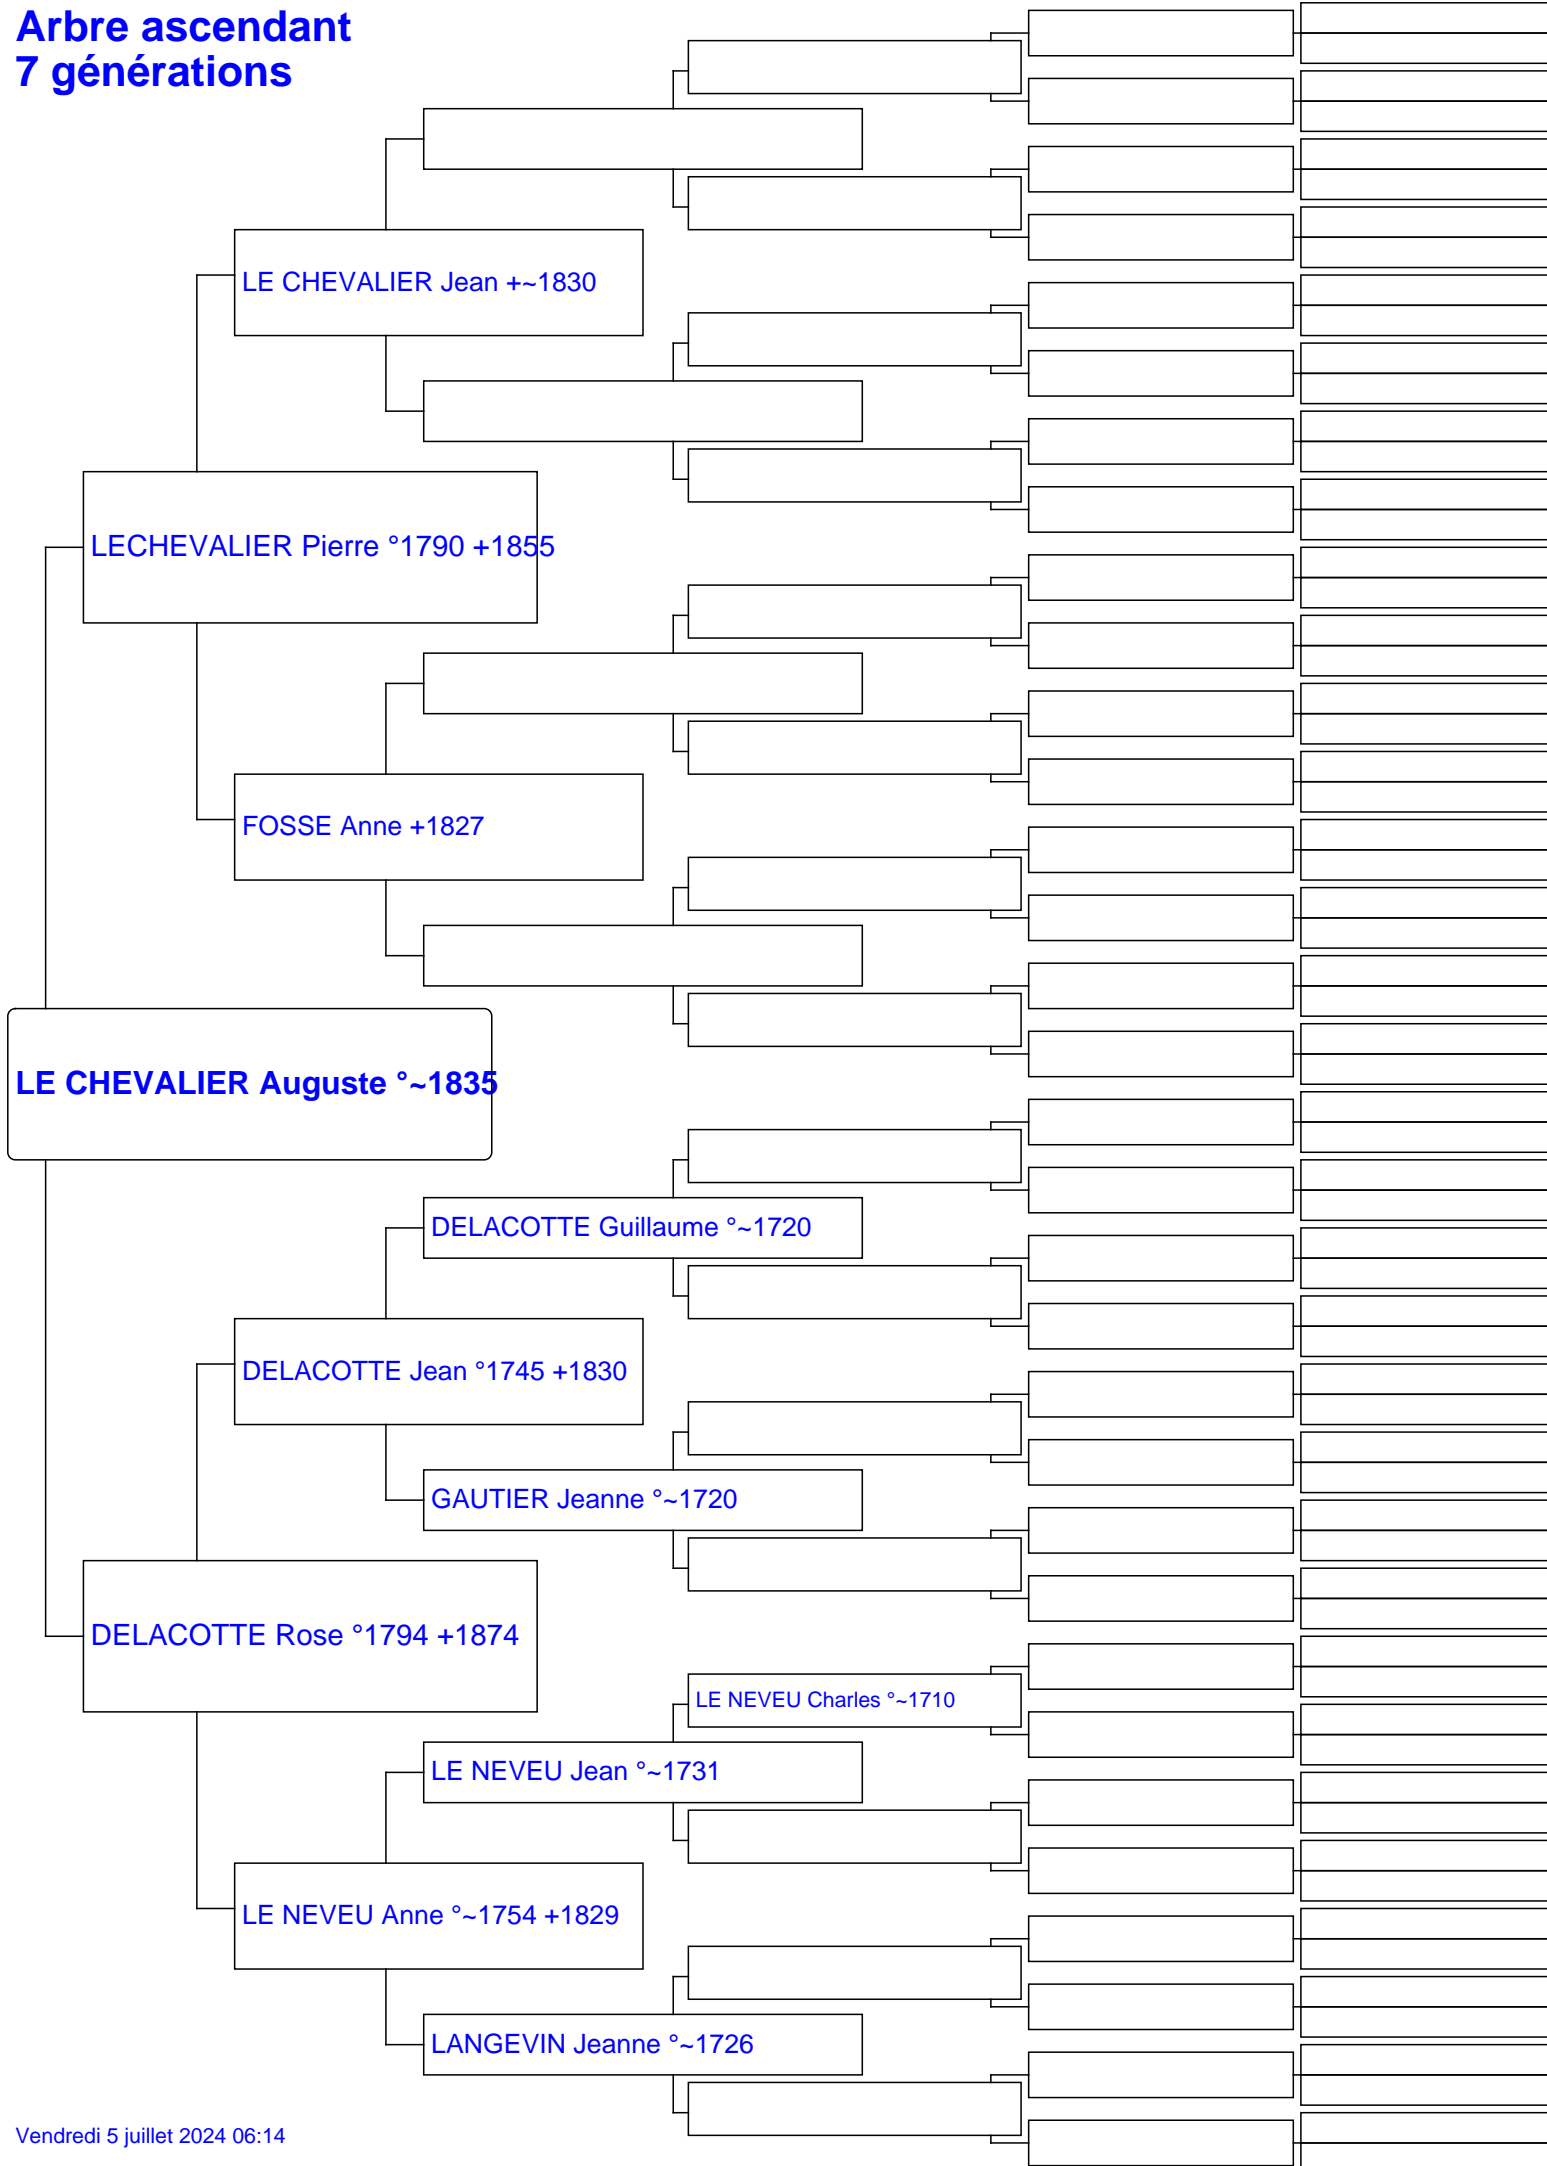 Arbre ascendant
7 générations
LE CHEVALIER Jean +~1830
LECHEVALIER Pierre °1790 +1855
FOSSE Anne +1827
LE CHEVALIER Auguste °~1835
DELACOTTE Guillaume °~1720
DELACOTTE Jean °1745 +1830
GAUTIER Jeanne °~1720
DELACOTTE Rose °1794 +1874
LE NEVEU Charles °~1710
LE NEVEU Jean °~1731
LE NEVEU Anne °~1754 +1829
LANGEVIN Jeanne °~1726
Vendredi 5 juillet 2024 06:14